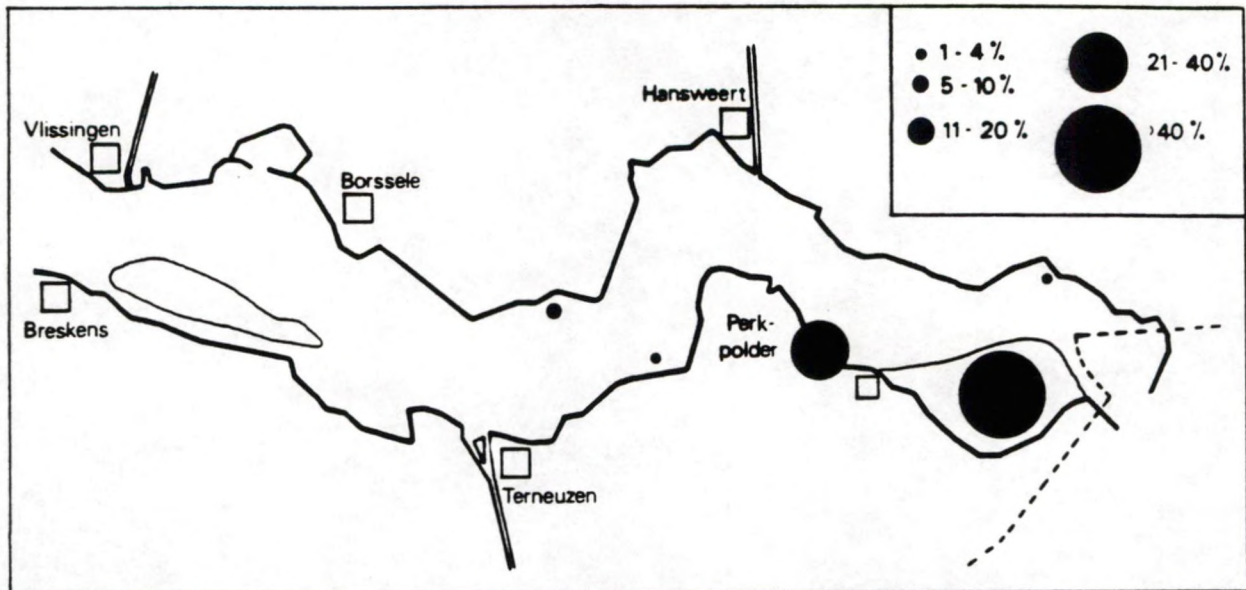 Vlissingen
Breskens
Borssele
Terneuzen
Hansweert
Perk-
polder
1 - 4 %
5 - 10 %
11 - 20 %
21 - 40 %
>40 %